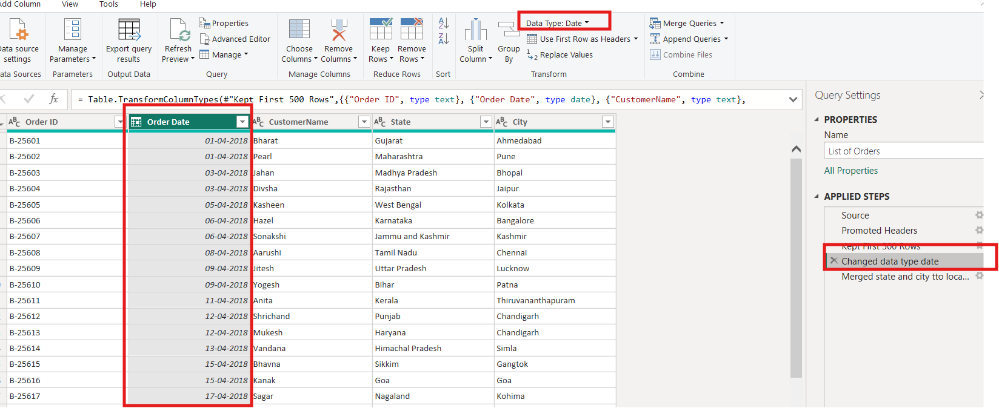 dd Column View Tools Help
Data source settings
Manage Parameters
Export query results
Refresh Preview
Properties
Advanced Editor
Manage
Choose Columns
Remove Columns
Keep Rows
Remove Rows
Split Column
Group By
Data Type: Date
Use First Row as Headers
Replace Values
Merge Queries
Append Queries
Combine Files
ata Sources Parameters Output Data Query Manage Columns Reduce Rows Sort Transform Combine
fx = Table.TransformColumnTypes(#"Kept First 500 Rows",{{"Order ID", type text}, {"Order Date", type date}, {"CustomerName", type text},
ABC Order ID Order Date ABC CustomerName ABC State ABC City
B-25601 01-04-2018 Bharat Gujarat Ahmedabad
B-25602 01-04-2018 Pearl Maharashtra Pune
B-25603 03-04-2018 Jahan Madhya Pradesh Bhopal
B-25604 03-04-2018 Divsha Rajasthan Jaipur
B-25605 05-04-2018 Kasheen West Bengal Kolkata
B-25606 06-04-2018 Hazel Karnataka Bangalore
B-25607 06-04-2018 Sonakshi Jammu and Kashmir Kashmir
B-25608 08-04-2018 Aarushi Tamil Nadu Chennai
B-25609 09-04-2018 Jitesh Uttar Pradesh Lucknow
B-25610 09-04-2018 Yogesh Bihar Patna
B-25611 11-04-2018 Anita Kerala Thiruvananthapuram
B-25612 12-04-2018 Shrichand Punjab Chandigarh
B-25613 12-04-2018 Mukesh Haryana Chandigarh
B-25614 13-04-2018 Vandana Himachal Pradesh Simla
B-25615 15-04-2018 Bhavna Sikkim Gangtok
B-25616 15-04-2018 Kanak Goa Goa
B-25617 17-04-2018 Sagar Nagaland Kohima
Query Settings
PROPERTIES
Name
List of Orders
All Properties
APPLIED STEPS
Source
Promoted Headers
Kept First 500 Rows
Changed data type date
Merged state and city tto loca...